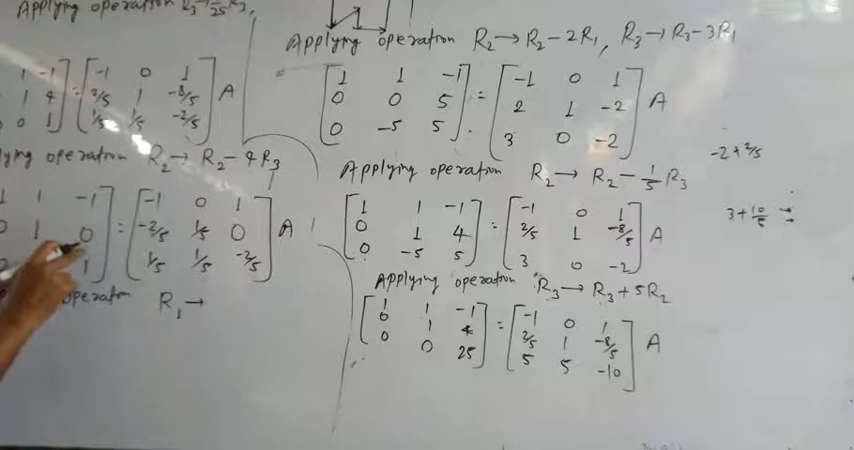 Applying operation R3→1/25 R3,
1 -1] = [-1 0 1
1 4 2/5 1 -8/5
0 1] 1/5 1/5 -2/5] A
lying operation R2→ R2-4R3
1 1 -1] = [-1 0 1
0 1 0 -2/5 1/5 0
1] 1/5 1/5 -2/5] A
operation R1→
Applying operation R2→R2-2R1, R3→R3-3R1
[1 1 -1 = [-1 0 1
0 0 5 2 1 -2
0 -5 5] 3 0 -2] A
Applying operation R2→ R2-1/5R3
[1 1 -1 = [-1 0 1
0 1 4 2/5 1 -8/5
0 -5 5] 3 0 -2] A
Applying operation R3→ R3+5R2
[1 1 -1 = [-1 0 1
0 1 4 2/5 1 -8/5
0 0 25] 5 5 -10] A
-2+2/5
3+10/5